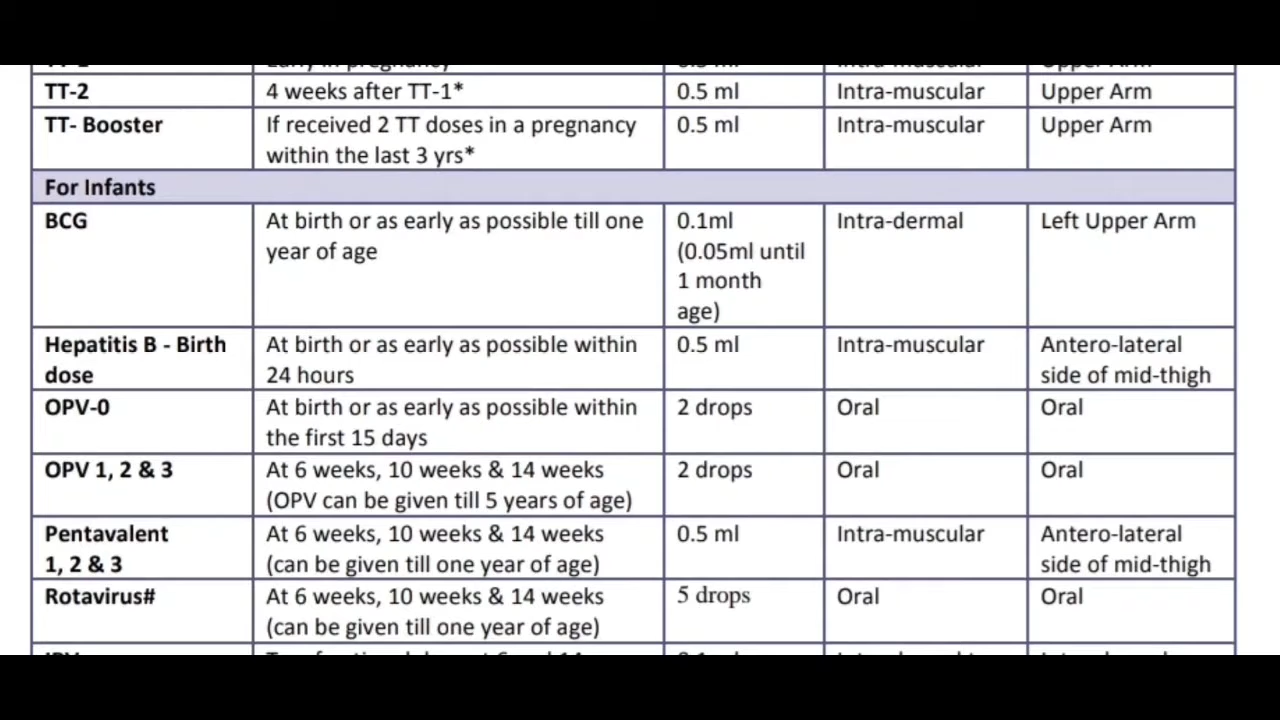 TT-2 4 weeks after TT-1* 0.5 ml Intra-muscular Upper Arm
TT- Booster If received 2 TT doses in a pregnancy 0.5 ml Intra-muscular Upper Arm
within the last 3 yrs*
For Infants
BCG At birth or as early as possible till one 0.1ml Intra-dermal Left Upper Arm
year of age (0.05ml until
1 month
age)
Hepatitis B - Birth At birth or as early as possible within 0.5 ml Intra-muscular Antero-lateral
dose 24 hours side of mid-thigh
OPV-0 At birth or as early as possible within 2 drops Oral Oral
the first 15 days
OPV 1, 2 & 3 At 6 weeks, 10 weeks & 14 weeks 2 drops Oral Oral
(OPV can be given till 5 years of age)
Pentavalent At 6 weeks, 10 weeks & 14 weeks 0.5 ml Intra-muscular Antero-lateral
1, 2 & 3 (can be given till one year of age) side of mid-thigh
Rotavirus# At 6 weeks, 10 weeks & 14 weeks 5 drops Oral Oral
(can be given till one year of age)